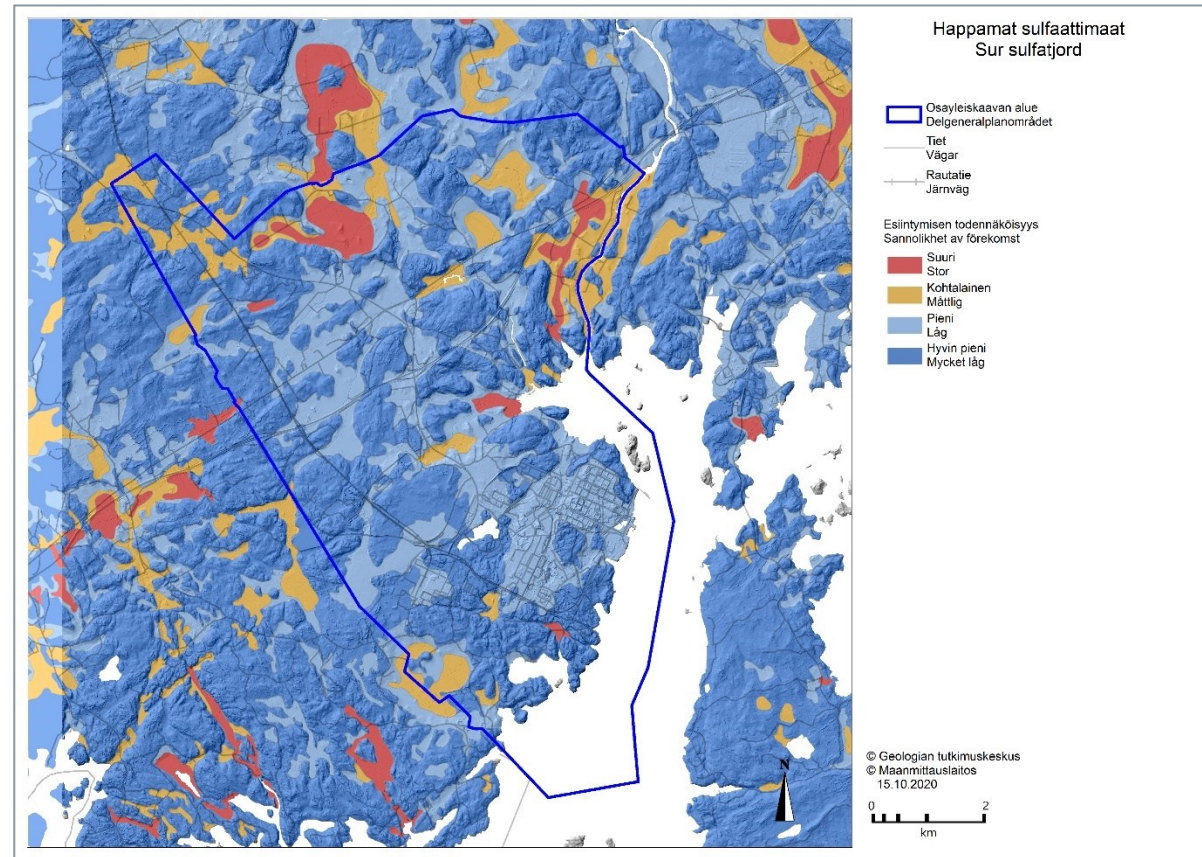 Happamat sulfaattimaat
Sur sulfatjord
Osayleiskaavan alue
Delgeneralplanområdet
Tiet
Vägar
Rautatie
Järnväg
Esiintymisen todennäköisyys
Sannolikhet av förekomst
Suuri
Stor
Kohtalainen
Måttlig
Pieni
Låg
Hyvin pieni
Mycket låg
N
© Geologian tutkimuskeskus
© Maanmittauslaitos
15.10.2020
0 2
km